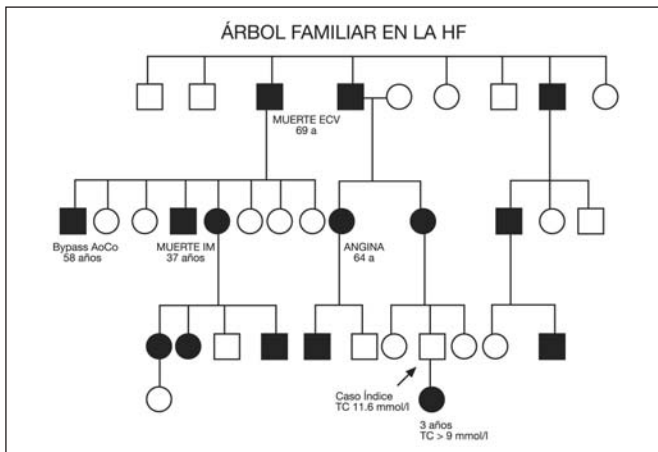 ÁRBOL FAMILIAR EN LA HF
MUERTE ECV
69 a
Bypass AoCo
58 años
MUERTE IM
37 años
ANGINA
64 a
Caso Índice
TC 11.6 mmol/l
3 años
TC > 9 mmol/l